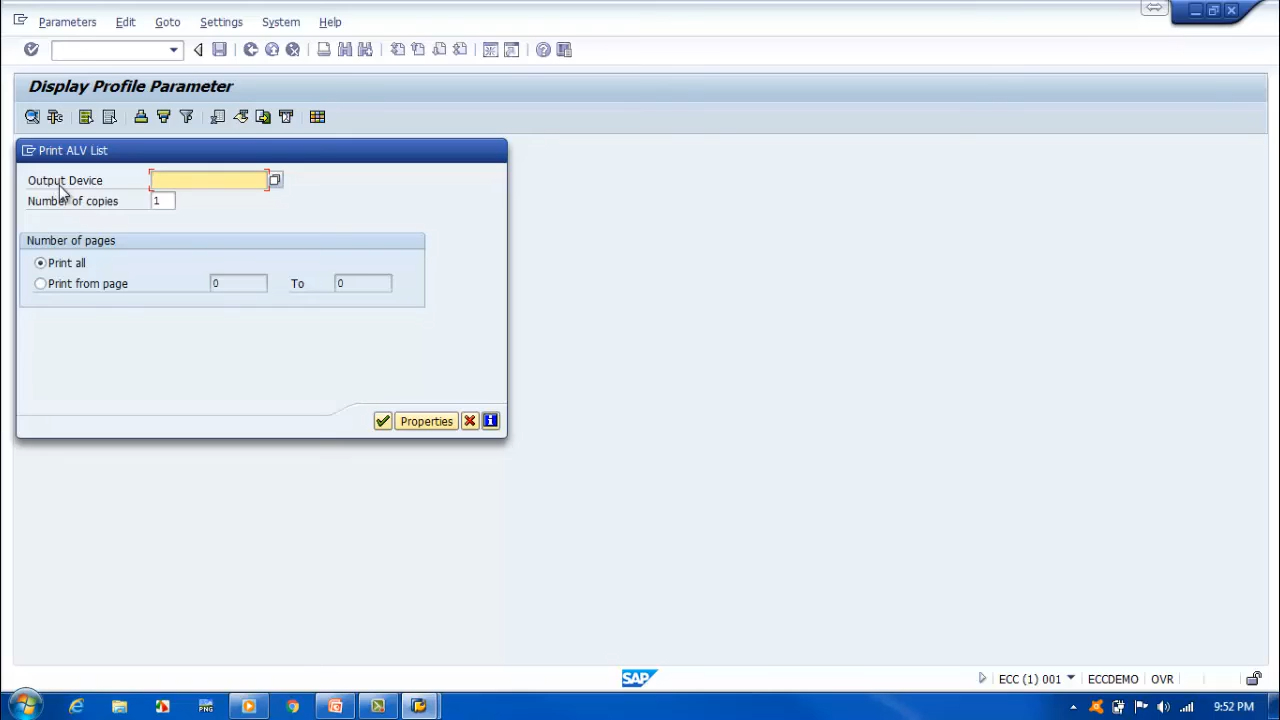 Parameters Edit Goto Settings System Help
Display Profile Parameter
Print ALV List
Output Device
Number of copies 1
Number of pages
Print all
Print from page 0 To 0
Properties
SAP
ECC (1) 001 ECCDEMO OVR
PNG
9:52 PM